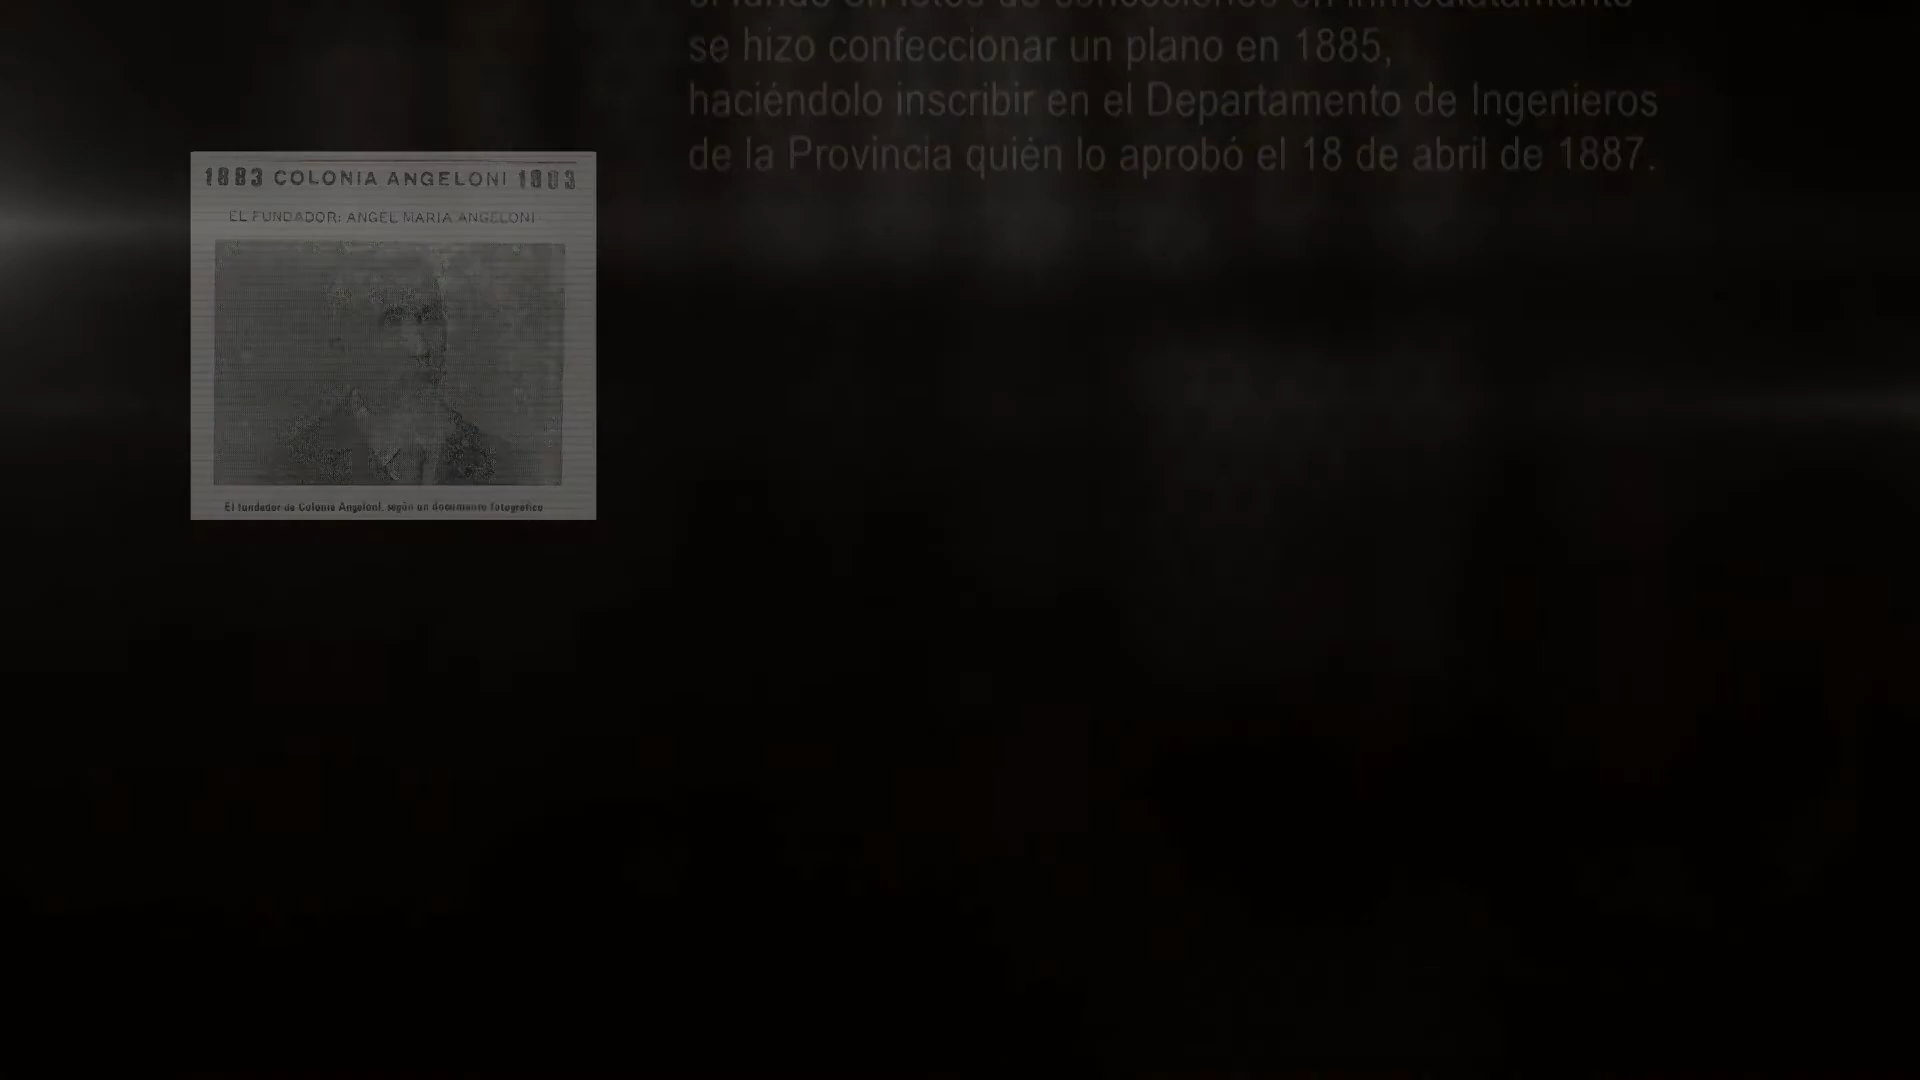 se hizo confeccionar un plano en 1885,
haciéndolo inscribir en el Departamento de Ingenieros
de la Provincia quién lo aprobó el 18 de abril de 1887.
1883 COLONIA ANGELONI
EL FUNDADOR: ANGEL MARIA ANGELONI
El fundador de Colonia Angeloni, según un documento fotográfico